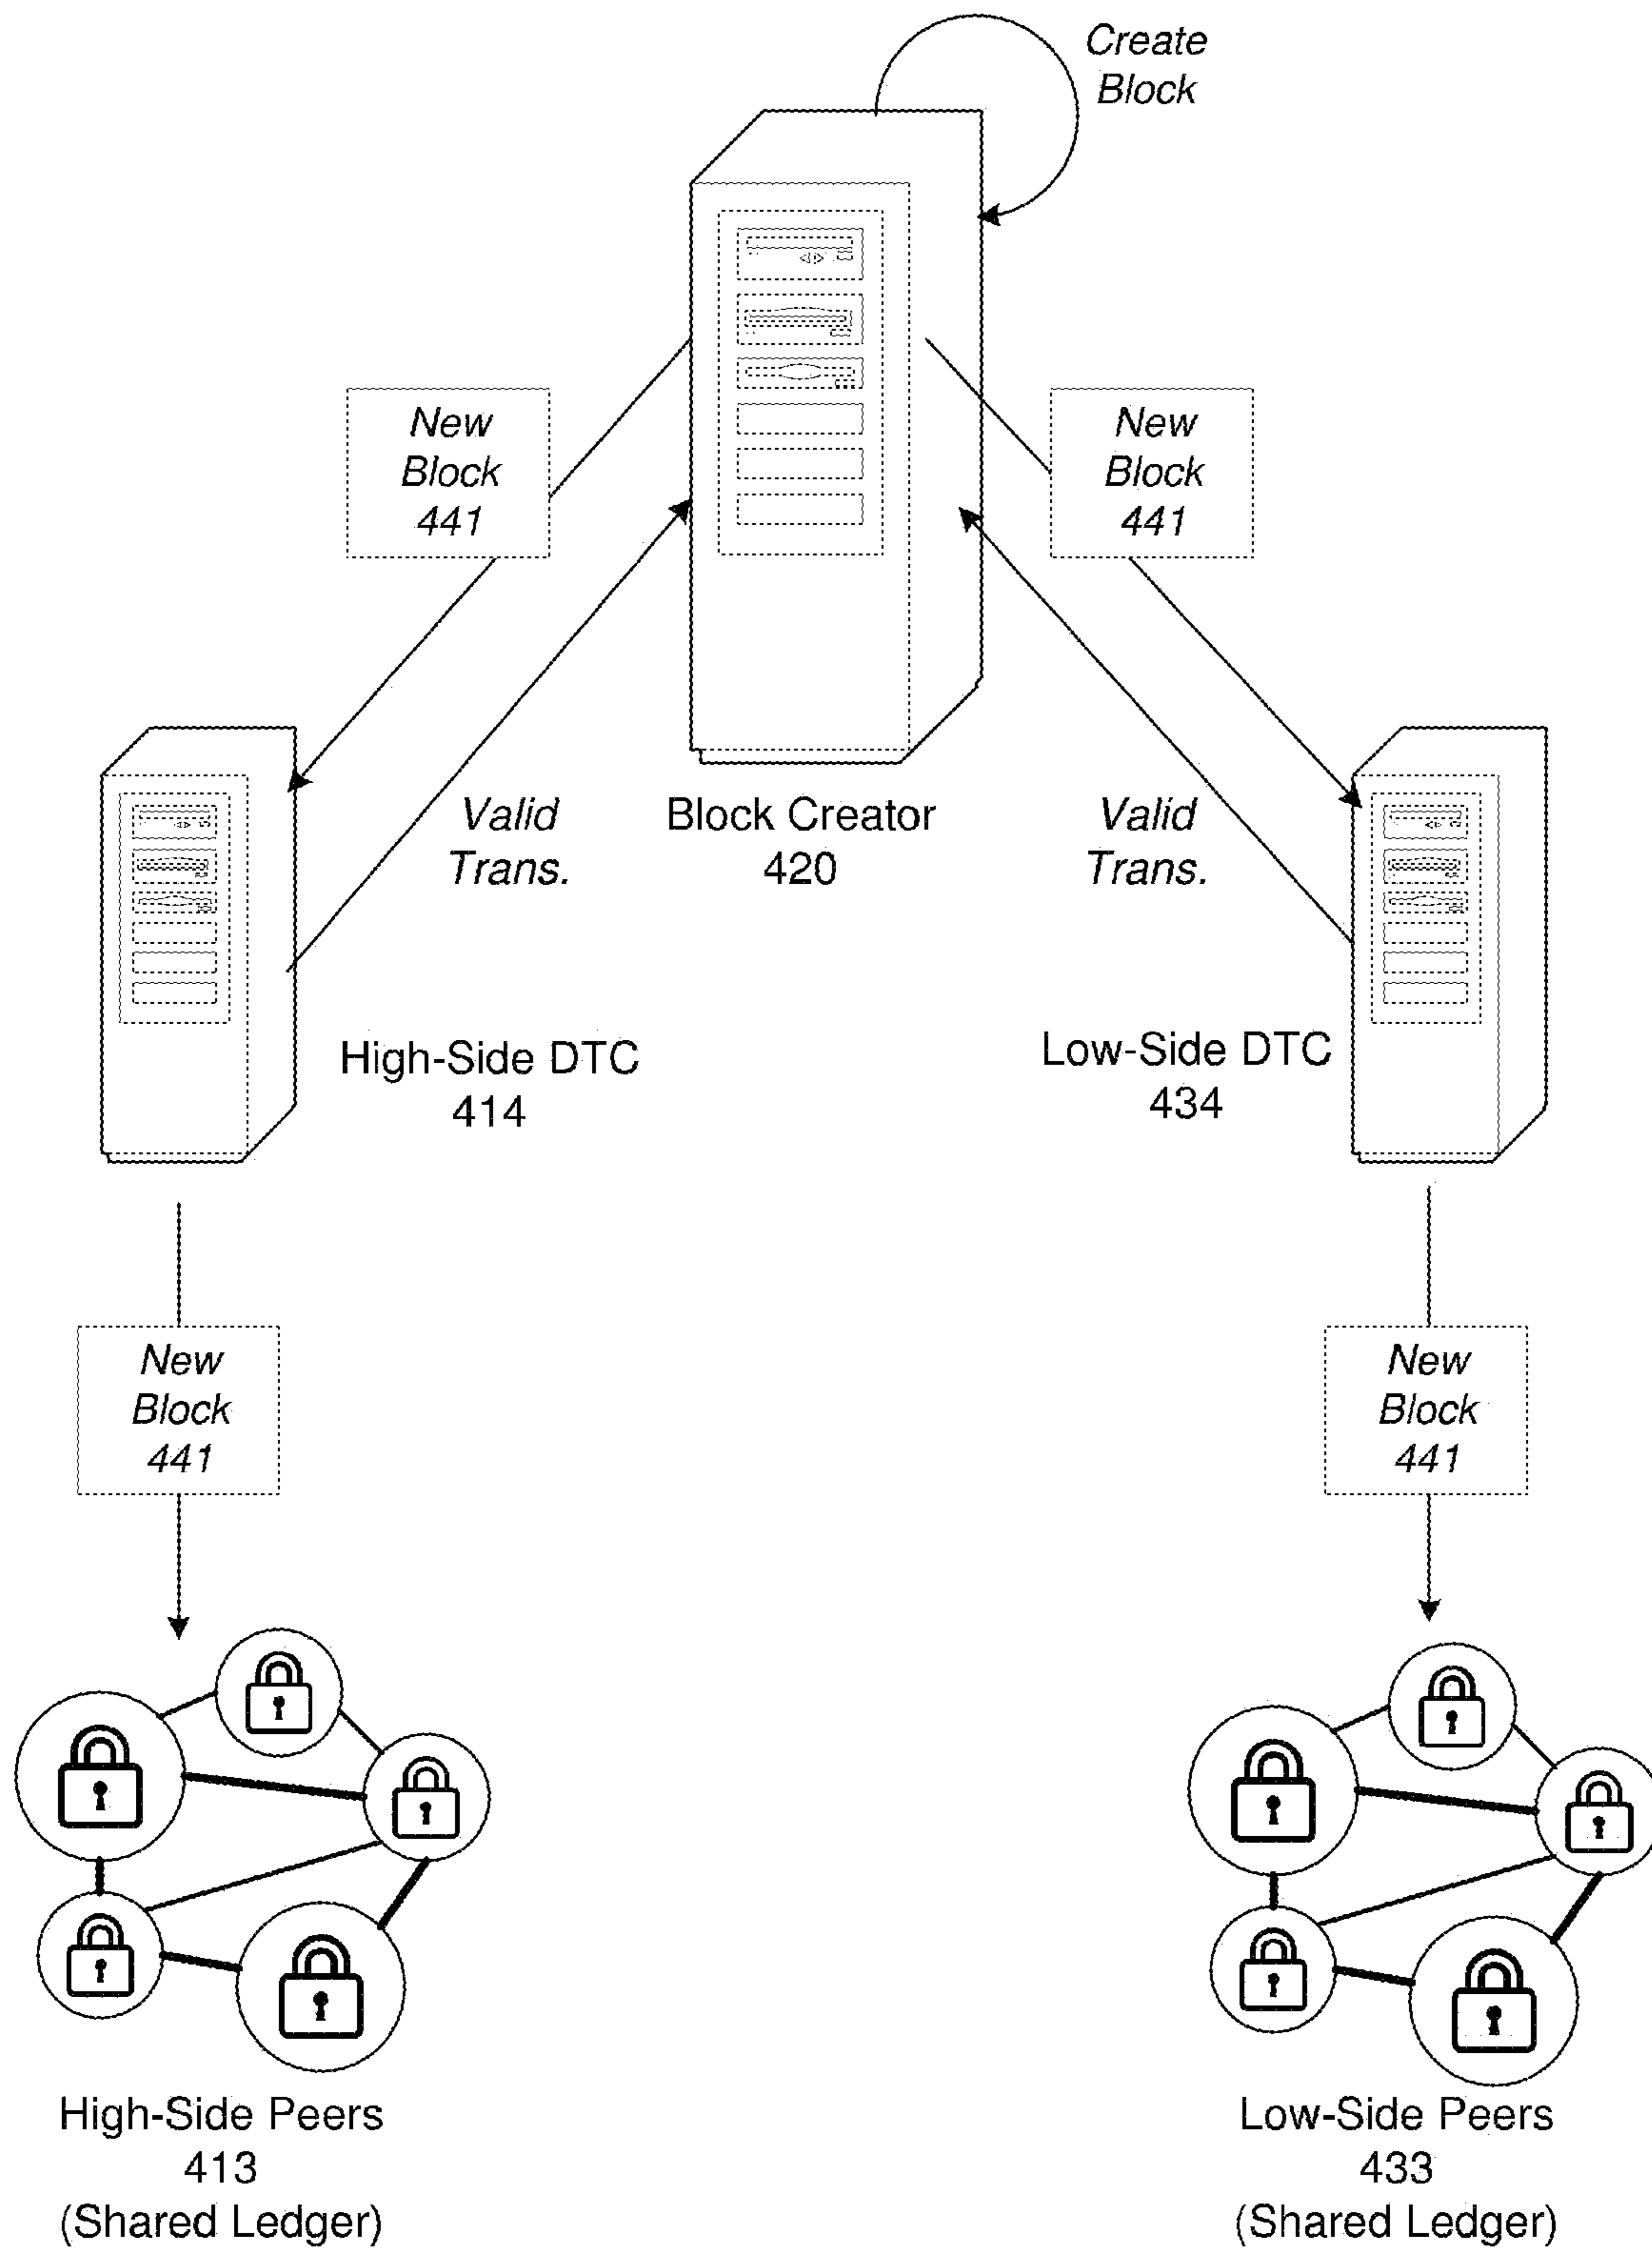 Create
Block
New
Block
441
New
Block
441
Valid
Trans.
Block Creator
420
Valid
Trans.
High-Side DTC
414
Low-Side DTC
434
New
Block
441
New
Block
441
High-Side Peers
413
(Shared Ledger)
Low-Side Peers
433
(Shared Ledger)